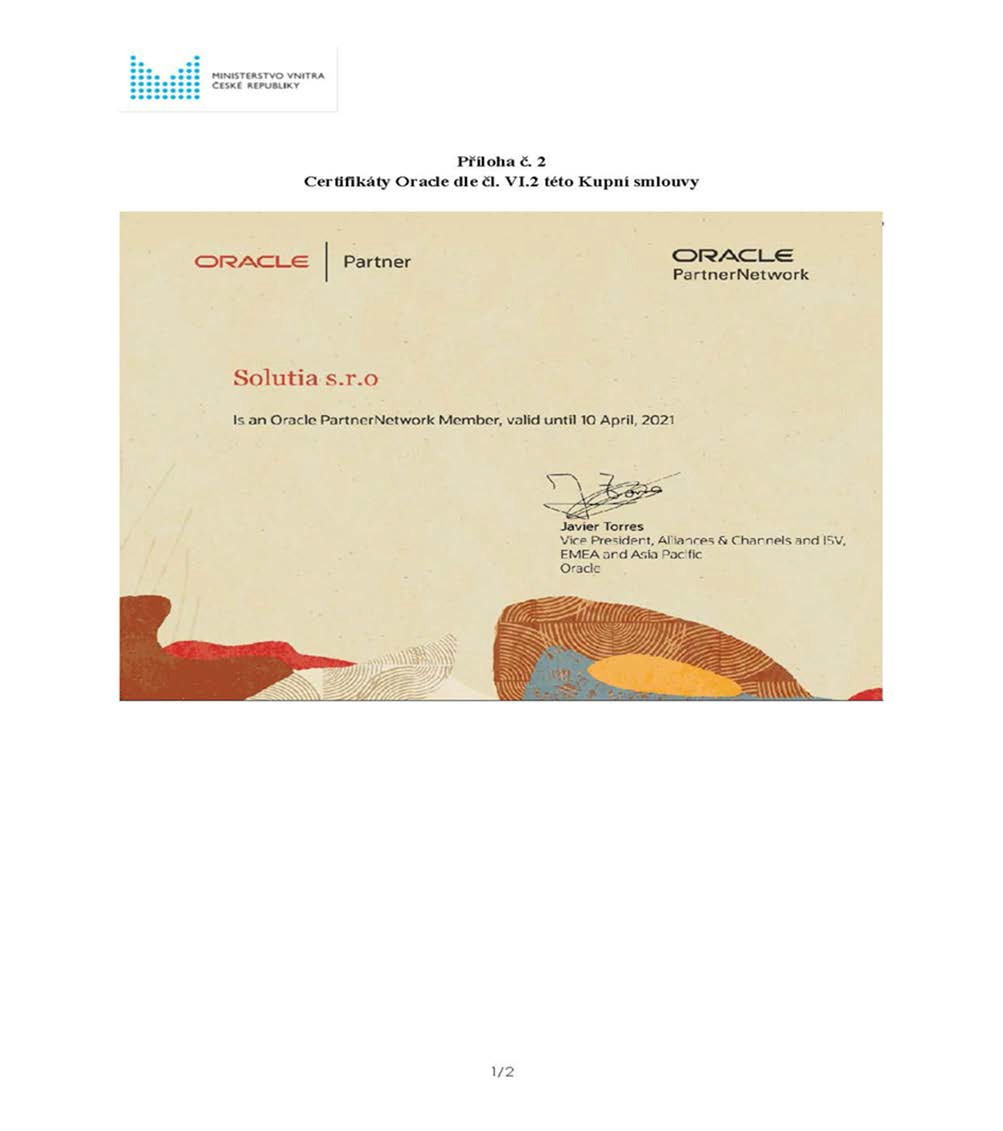 MINISTERSTVO VNITRA
ČESKÉ REPUBLIKY
Příloha č. 2
Certifikáty Oracle dle čl. VI.2 této Kupní smlouvy
ORACLE | Partner
ORACLE
PartnerNetwork
Solutia s.r.o
Is an Oracle PartnerNetwork Member, valid until 10 April, 2021
Javier Torres
Vice President, Alliances & Channels and ISV,
EMEA and Asia Pacific
Oracle
1/2